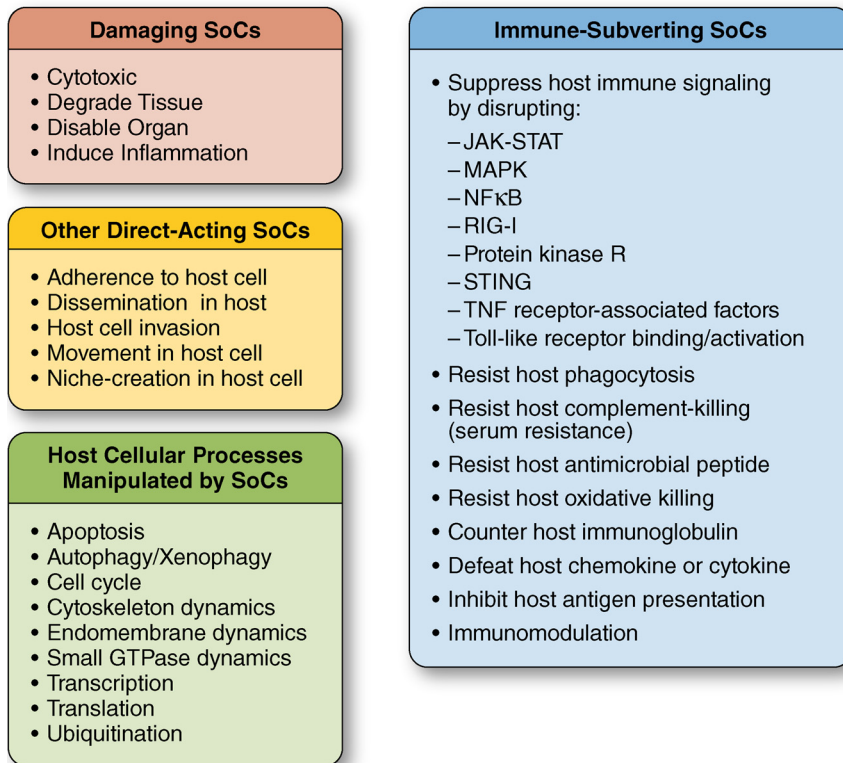 Damaging SoCs
• Cytotoxic
• Degrade Tissue
• Disable Organ
• Induce Inflammation
Other Direct-Acting SoCs
• Adherence to host cell
• Dissemination in host
• Host cell invasion
• Movement in host cell
• Niche-creation in host cell
Host Cellular Processes
Manipulated by SoCs
• Apoptosis
• Autophagy/Xenophagy
• Cell cycle
• Cytoskeleton dynamics
• Endomembrane dynamics
• Small GTPase dynamics
• Transcription
• Translation
• Ubiquitination
Immune-Subverting SoCs
• Suppress host immune signaling
by disrupting:
– JAK-STAT
– MAPK
– NFκB
– RIG-I
– Protein kinase R
– STING
– TNF receptor-associated factors
– Toll-like receptor binding/activation
• Resist host phagocytosis
• Resist host complement-killing
(serum resistance)
• Resist host antimicrobial peptide
• Resist host oxidative killing
• Counter host immunoglobulin
• Defeat host chemokine or cytokine
• Inhibit host antigen presentation
• Immunomodulation